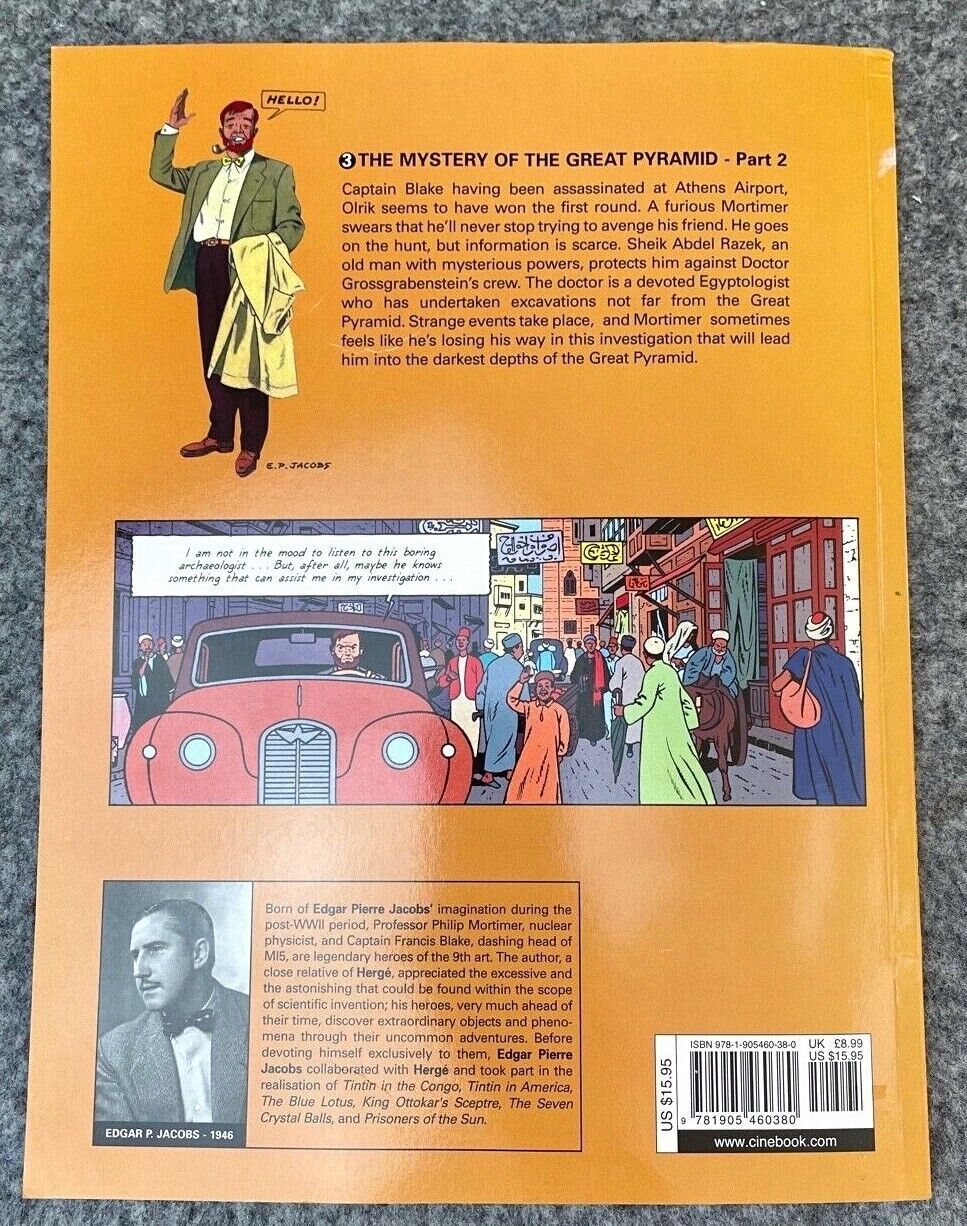 HELLO!
3 THE MYSTERY OF THE GREAT PYRAMID - Part 2
Captain Blake having been assassinated at Athens Airport,
Olrik seems to have won the first round. A furious Mortimer
swears that he'll never stop trying to avenge his friend. He goes
on the hunt, but information is scarce. Sheik Abdel Razek, an
old man with mysterious powers, protects him against Doctor
Grossgrabenstein's crew. The doctor is a devoted Egyptologist
who has undertaken excavations not far from the Great
Pyramid. Strange events take place, and Mortimer sometimes
feels like he's losing his way in this investigation that will lead
him into the darkest depths of the Great Pyramid.
E.P. JACOBS
I am not in the mood to listen to this boring
archaeologist . . . But, after all, maybe he knows
something that can assist me in my investigation . . .
Born of Edgar Pierre Jacobs' imagination during the
post-WWII period, Professor Philip Mortimer, nuclear
physicist, and Captain Francis Blake, dashing head of
MI5, are legendary heroes of the 9th art. The author, a
close relative of Hergé, appreciated the excessive and
the astonishing that could be found within the scope
of scientific invention; his heroes, very much ahead of
their time, discover extraordinary objects and pheno-
mena through their uncommon adventures. Before
devoting himself exclusively to them, Edgar Pierre
Jacobs collaborated with Hergé and took part in the
realisation of Tintin in the Congo, Tintin in America,
The Blue Lotus, King Ottokar's Sceptre, The Seven
Crystal Balls, and Prisoners of the Sun.
EDGAR P. JACOBS - 1946
ISBN 978-1-905460-38-0
UK £8.99
US $15.95
US $15.95
9 781905 460380
www.cinebook.com